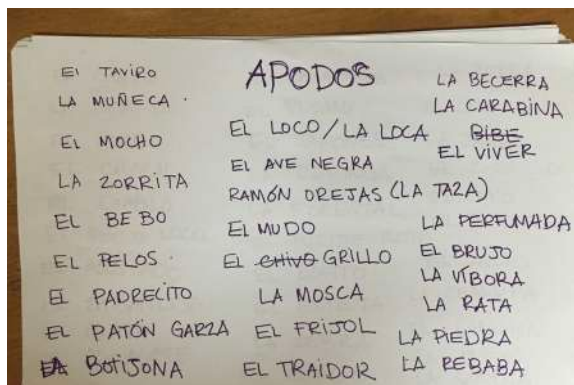 APODOS
El TAVIRO
LA MUÑECA .
El MOCHO
LA ZORRITA
EL BEBO
EL PELOS .
El PADRECITO
EL PATÓN GARZA
LA BOTIJONA
EL LOCO / LA LOCA
El AVE NEGRA
RAMÓN OREJAS (LA TAZA)
El MUDO
EL CHIVO GRILLO
LA MOSCA
EL FRIJOL
EL TRAIDOR
LA BECERRA
LA CARABINA
BIBE
EL VIVER
LA PERFUMADA
EL BRUJO
LA VÍBORA
LA RATA
LA PIEDRA
LA REBABA